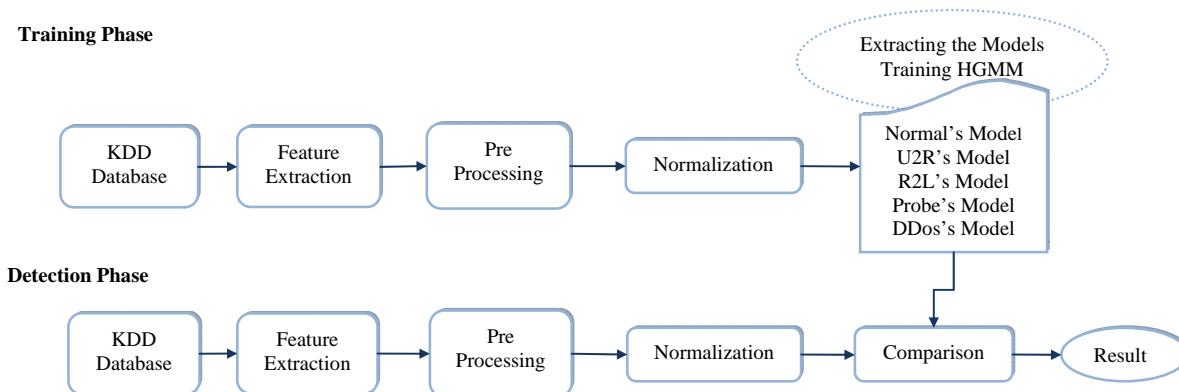 Training Phase
Extracting the Models
Training HGMM
KDD
Database
Feature
Extraction
Pre
Processing
Normalization
Normal's Model
U2R's Model
R2L's Model
Probe's Model
DDos's Model
Detection Phase
KDD
Database
Feature
Extraction
Pre
Processing
Normalization
Comparison
Result